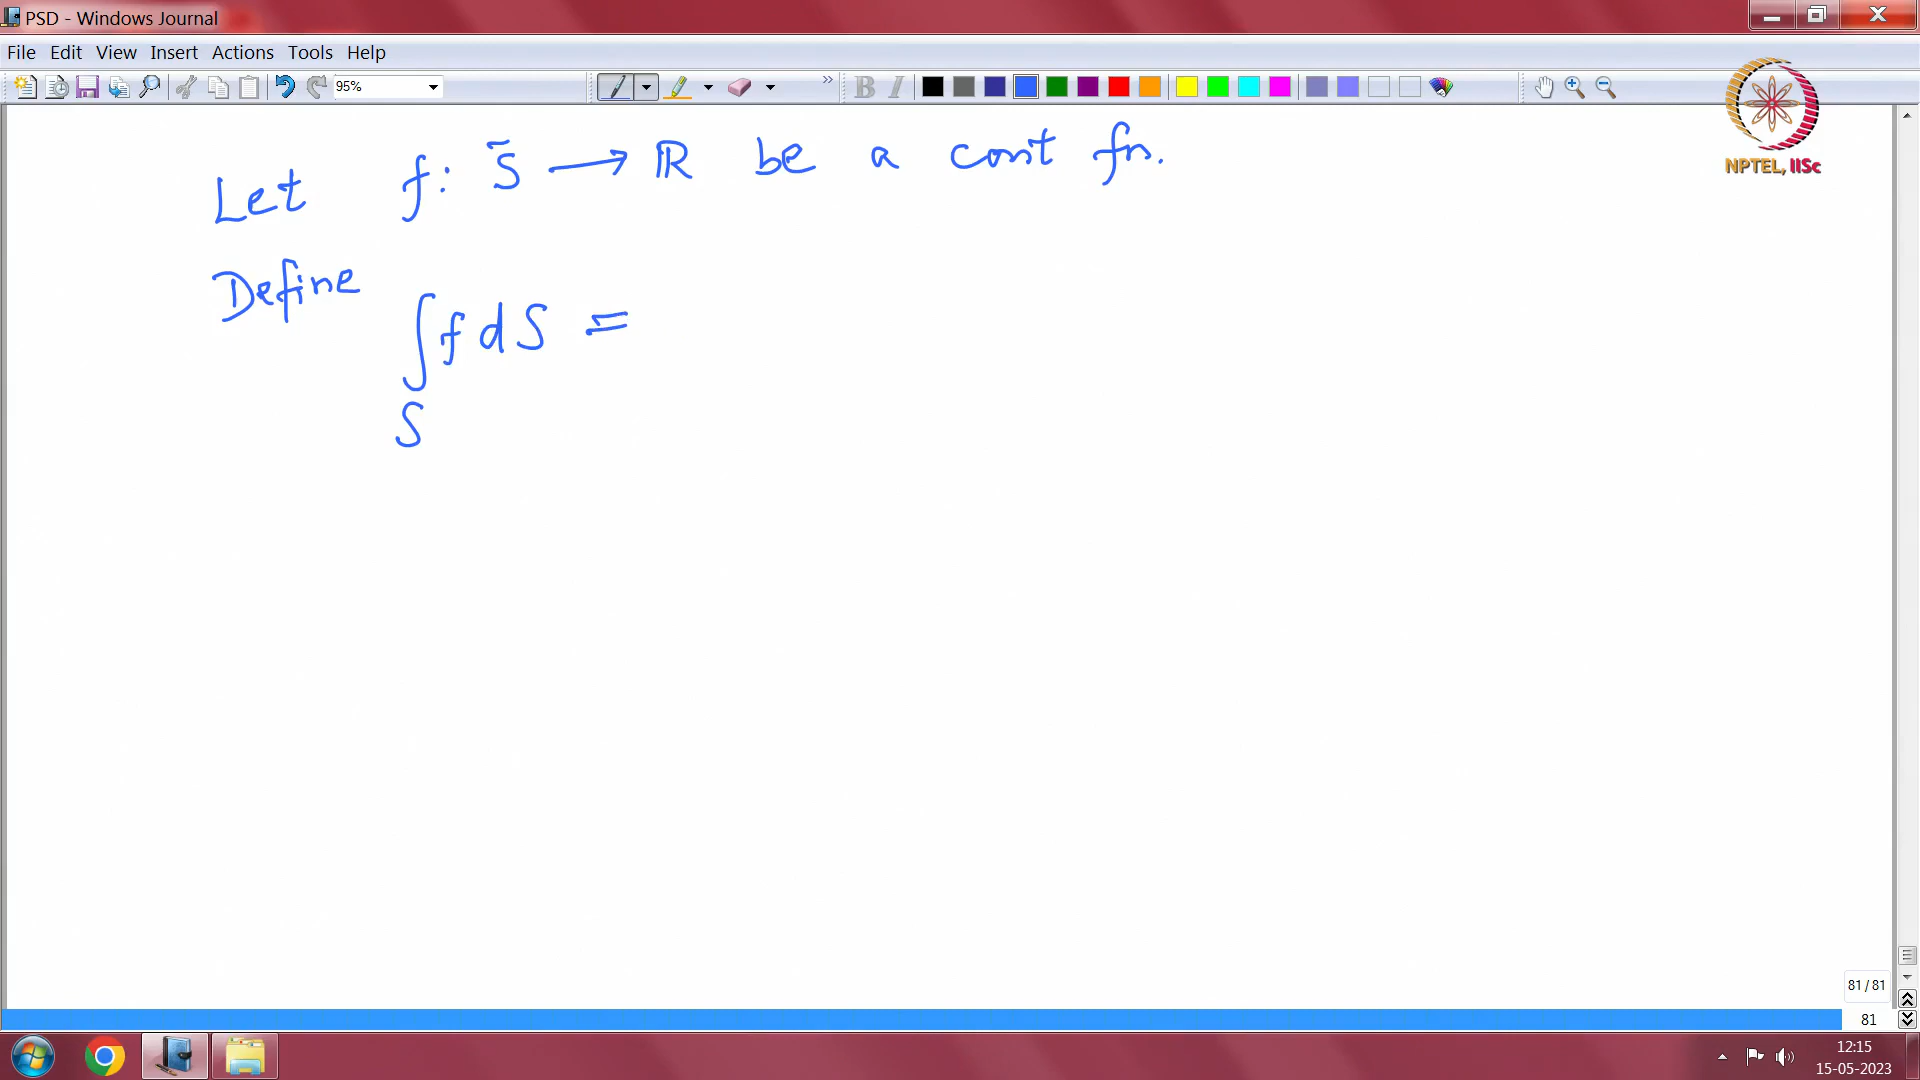 PSD - Windows Journal
File Edit View Insert Actions Tools Help
95%
B I
NPTEL, IISc
Let f: S̄ ⟶ ℝ be a cont fn.
Define
∫ f dS =
S
81 / 81
81
12:15
15-05-2023